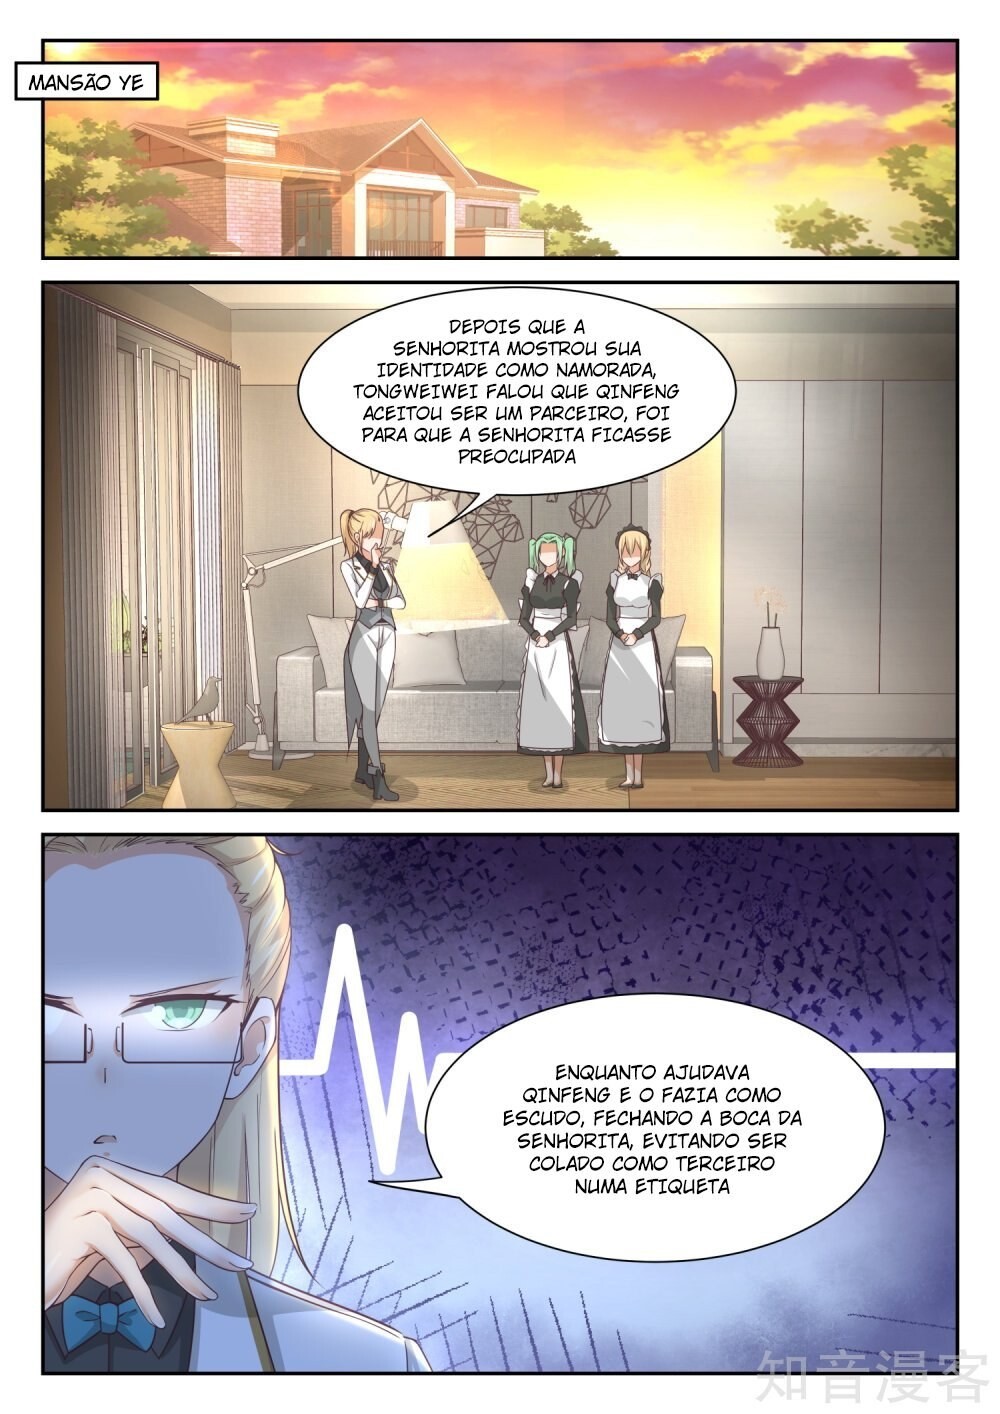 MANSÃO YE
DEPOIS QUE A
SENHORITA MOSTROU SUA
IDENTIDADE COMO NAMORADA,
TONGWEIWEI FALOU QUE QINFENG
ACEITOU SER UM PARCEIRO, FOI
PARA QUE A SENHORITA FICASSE
PREOCUPADA
ENQUANTO AJUDAVA
QINFENG E O FAZIA COMO
ESCUDO, FECHANDO A BOCA DA
SENHORITA, EVITANDO SER
COLADO COMO TERCEIRO
NUMA ETIQUETA
知音漫客